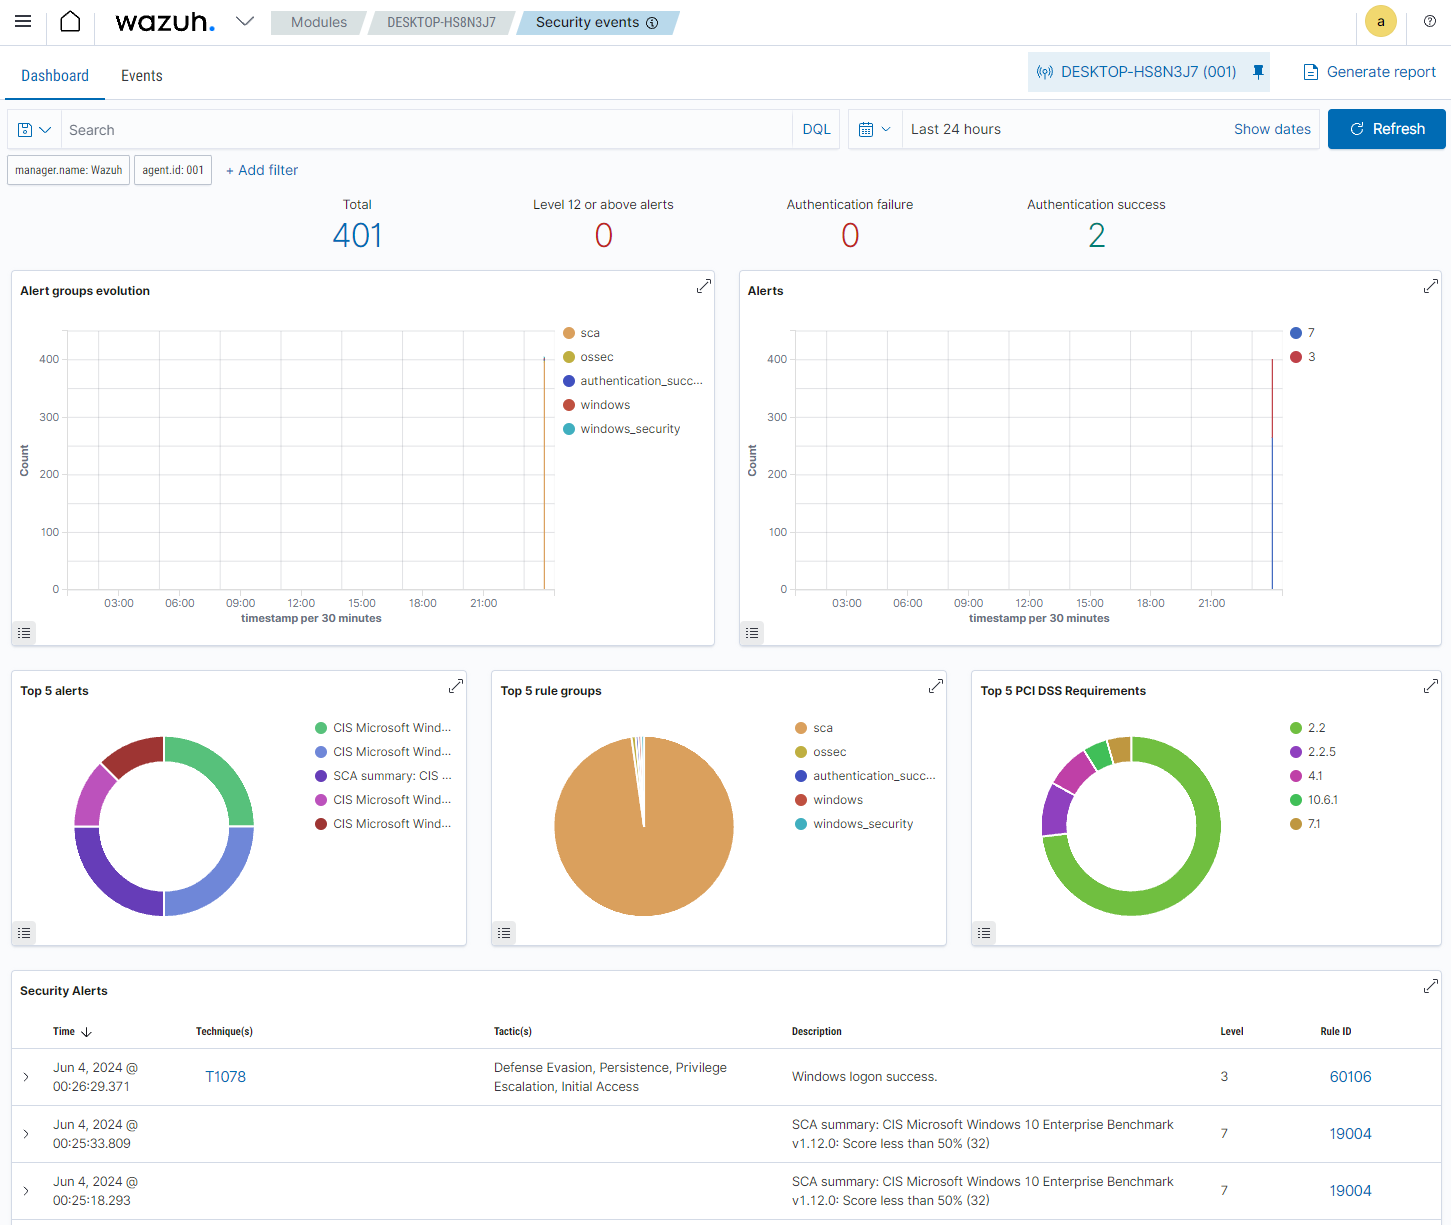 wazuh.
Modules
DESKTOP-HS8N3J7
Security events
a
Dashboard
Events
DESKTOP-HS8N3J7 (001)
Generate report
Search
DQL
Last 24 hours
Show dates
Refresh
manager.name: Wazuh
agent.id: 001
+ Add filter
Total
401
Level 12 or above alerts
0
Authentication failure
0
Authentication success
2
Alert groups evolution
Count
400
300
200
100
0
03:00
06:00
09:00
12:00
15:00
18:00
21:00
timestamp per 30 minutes
sca
ossec
authentication_succ...
windows
windows_security
Alerts
Count
400
300
200
100
0
03:00
06:00
09:00
12:00
15:00
18:00
21:00
timestamp per 30 minutes
7
3
Top 5 alerts
CIS Microsoft Wind...
CIS Microsoft Wind...
SCA summary: CIS ...
CIS Microsoft Wind...
CIS Microsoft Wind...
Top 5 rule groups
sca
ossec
authentication_succ...
windows
windows_security
Top 5 PCI DSS Requirements
2.2
2.2.5
4.1
10.6.1
7.1
Security Alerts
Time
Technique(s)
Tactic(s)
Description
Level
Rule ID
Jun 4, 2024 @
00:26:29.371
T1078
Defense Evasion, Persistence, Privilege
Escalation, Initial Access
Windows logon success.
3
60106
Jun 4, 2024 @
00:25:33.809
SCA summary: CIS Microsoft Windows 10 Enterprise Benchmark
v1.12.0: Score less than 50% (32)
7
19004
Jun 4, 2024 @
00:25:18.293
SCA summary: CIS Microsoft Windows 10 Enterprise Benchmark
v1.12.0: Score less than 50% (32)
7
19004